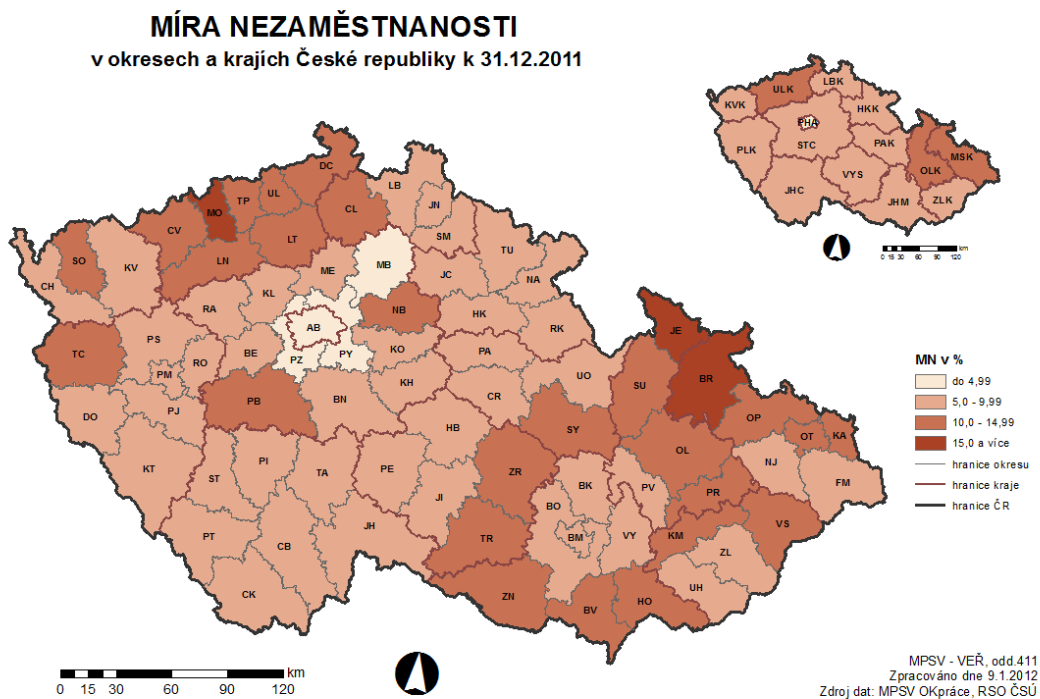 MÍRA NEZAMĚSTNANOSTI
v okresech a krajích České republiky k 31.12.2011
ULK LBK
KVK HKK
PHA
PLK STC PAK
MSK
OLK
VYS
JHC
JHM ZLK
0 15 30 60 90 120 km
DC
LB
MO TP UL
CL JN
CV
LT SM
TU
SO LN
KV MB
ME JC
CH NA
KL
RA NB HK
AB RK
JE
PS
TC BE PZ PY KO PA
RO
PM
UO
BR
KH SU
PB BN CR
DO PJ
OP
HB SY OT KA
OL
KT PI TA PE ZR
ST NJ
BK PV FM
JI BO PR
JH VS
PT TR BM VY KM
CB ZL
CK UH
ZN BV HO
MN v %
do 4,99
5,0 - 9,99
10,0 - 14,99
15,0 a více
hranice okresu
hranice kraje
hranice ČR
km
0 15 30 60 90 120
MPSV - VEŘ, odd.411
Zpracováno dne 9.1.2012
Zdroj dat: MPSV OKpráce, RSO ČSÚ